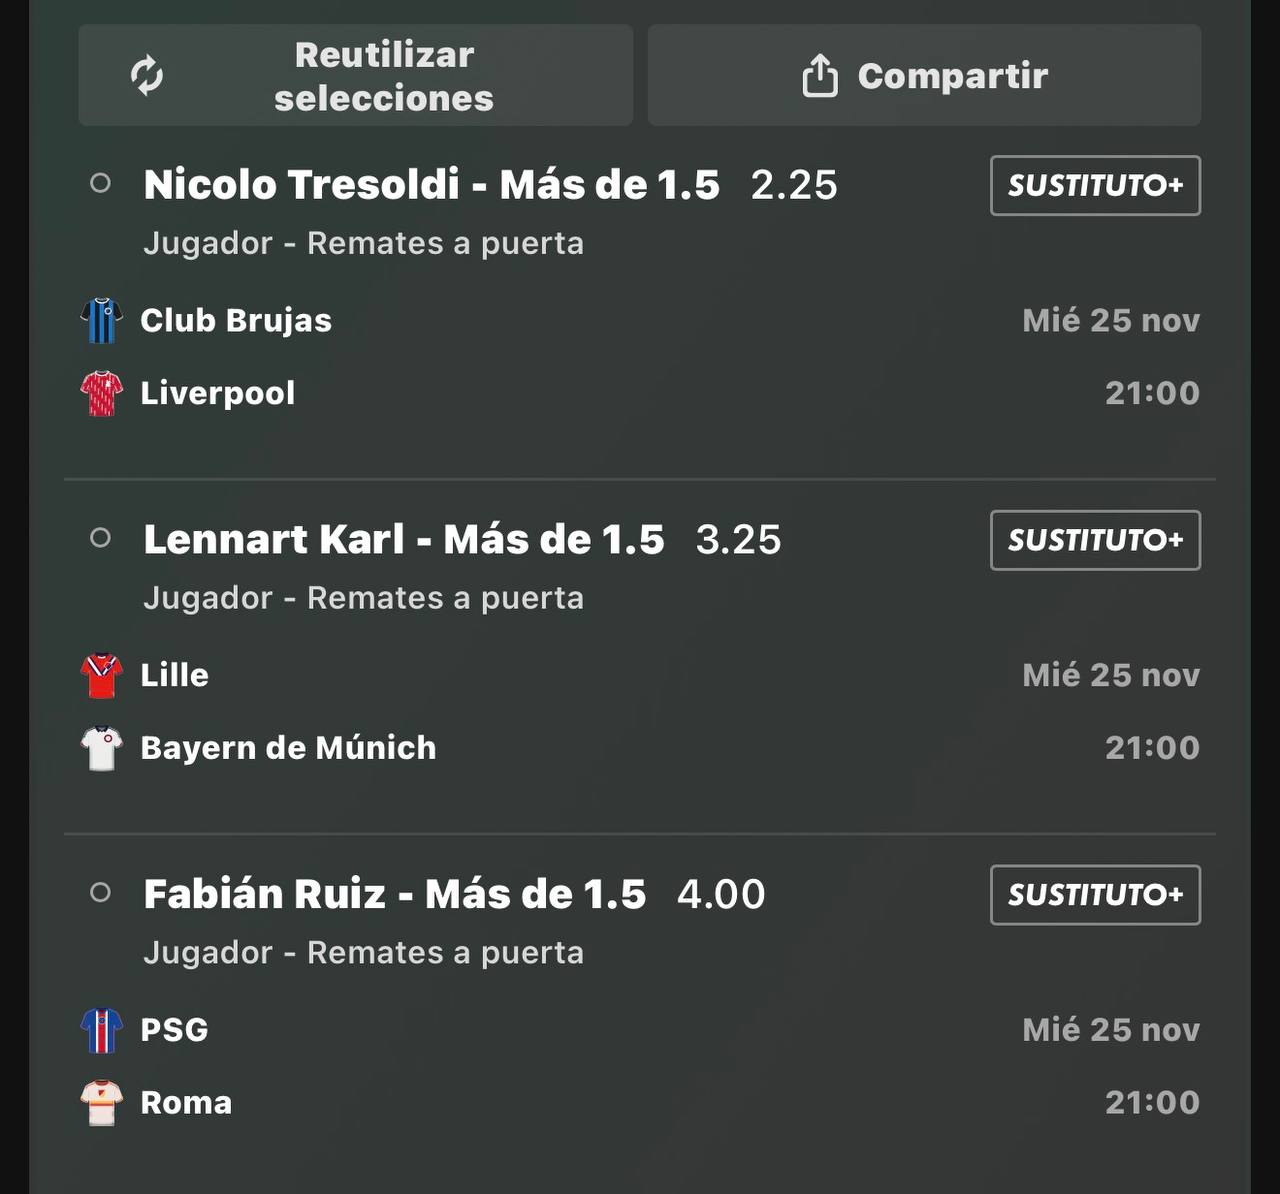 Reutilizar
selecciones
Compartir
Nicolo Tresoldi - Más de 1.5 2.25 SUSTITUTO+
Jugador - Remates a puerta
Club Brujas Mié 25 nov
Liverpool 21:00
Lennart Karl - Más de 1.5 3.25 SUSTITUTO+
Jugador - Remates a puerta
Lille Mié 25 nov
Bayern de Múnich 21:00
Fabián Ruiz - Más de 1.5 4.00 SUSTITUTO+
Jugador - Remates a puerta
PSG Mié 25 nov
Roma 21:00